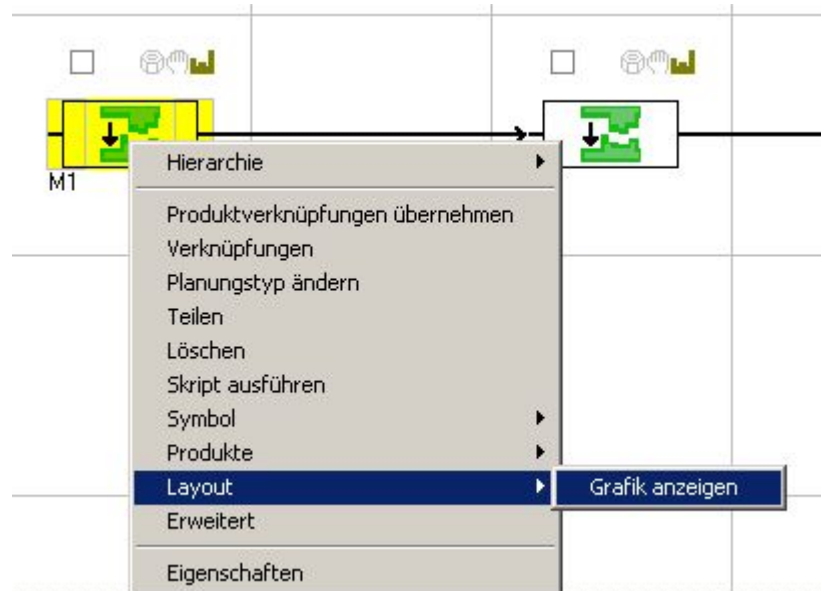 M1
Hierarchie
Produktverknüpfungen übernehmen
Verknüpfungen
Planungstyp ändern
Teilen
Löschen
Skript ausführen
Symbol
Produkte
Layout
Grafik anzeigen
Erweitert
Eigenschaften